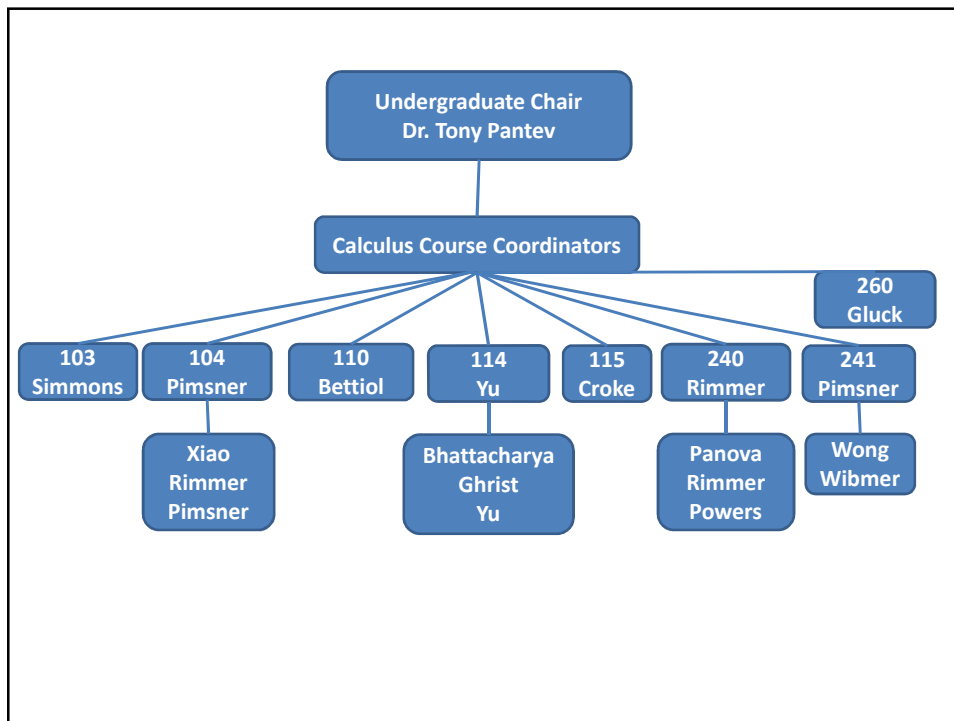 Undergraduate Chair
Dr. Tony Pantev
Calculus Course Coordinators
260
Gluck
103
Simmons
104
Pimsner
110
Bettiol
114
Yu
115
Croke
240
Rimmer
241
Pimsner
Xiao
Rimmer
Pimsner
Bhattacharya
Ghrist
Yu
Panova
Rimmer
Powers
Wong
Wibmer